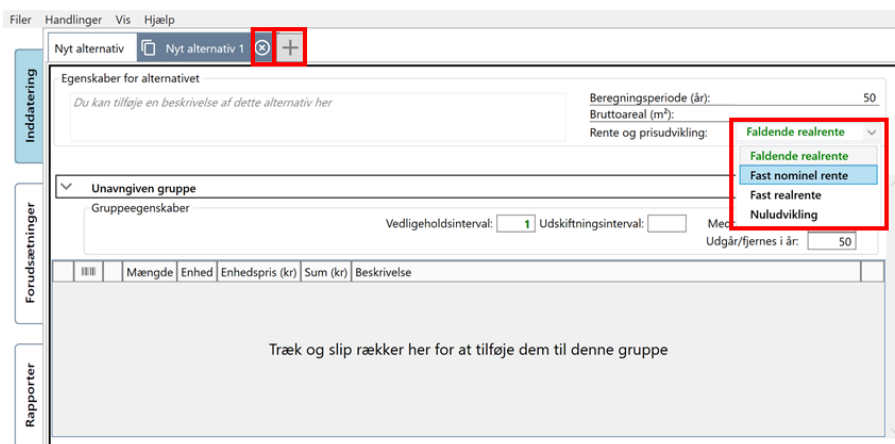 Filer Handlinger Vis Hjælp
Nyt alternativ Nyt alternativ 1
Inddatering
Egenskaber for alternativet
Du kan tilføje en beskrivelse af dette alternativ her
Beregningsperiode (år): 50
Bruttoareal (m²):
Rente og prisudvikling: Faldende realrente
Faldende realrente
Fast nominel rente
Fast realrente
Nuludvikling
Unavngiven gruppe
Forudsætninger
Gruppeegenskaber
Vedligeholdsinterval: 1 Udskiftningsinterval:
Udgår/fjernes i år: 50
Mængde Enhed Enhedspris (kr) Sum (kr) Beskrivelse
Træk og slip rækker her for at tilføje dem til denne gruppe
Rapporter